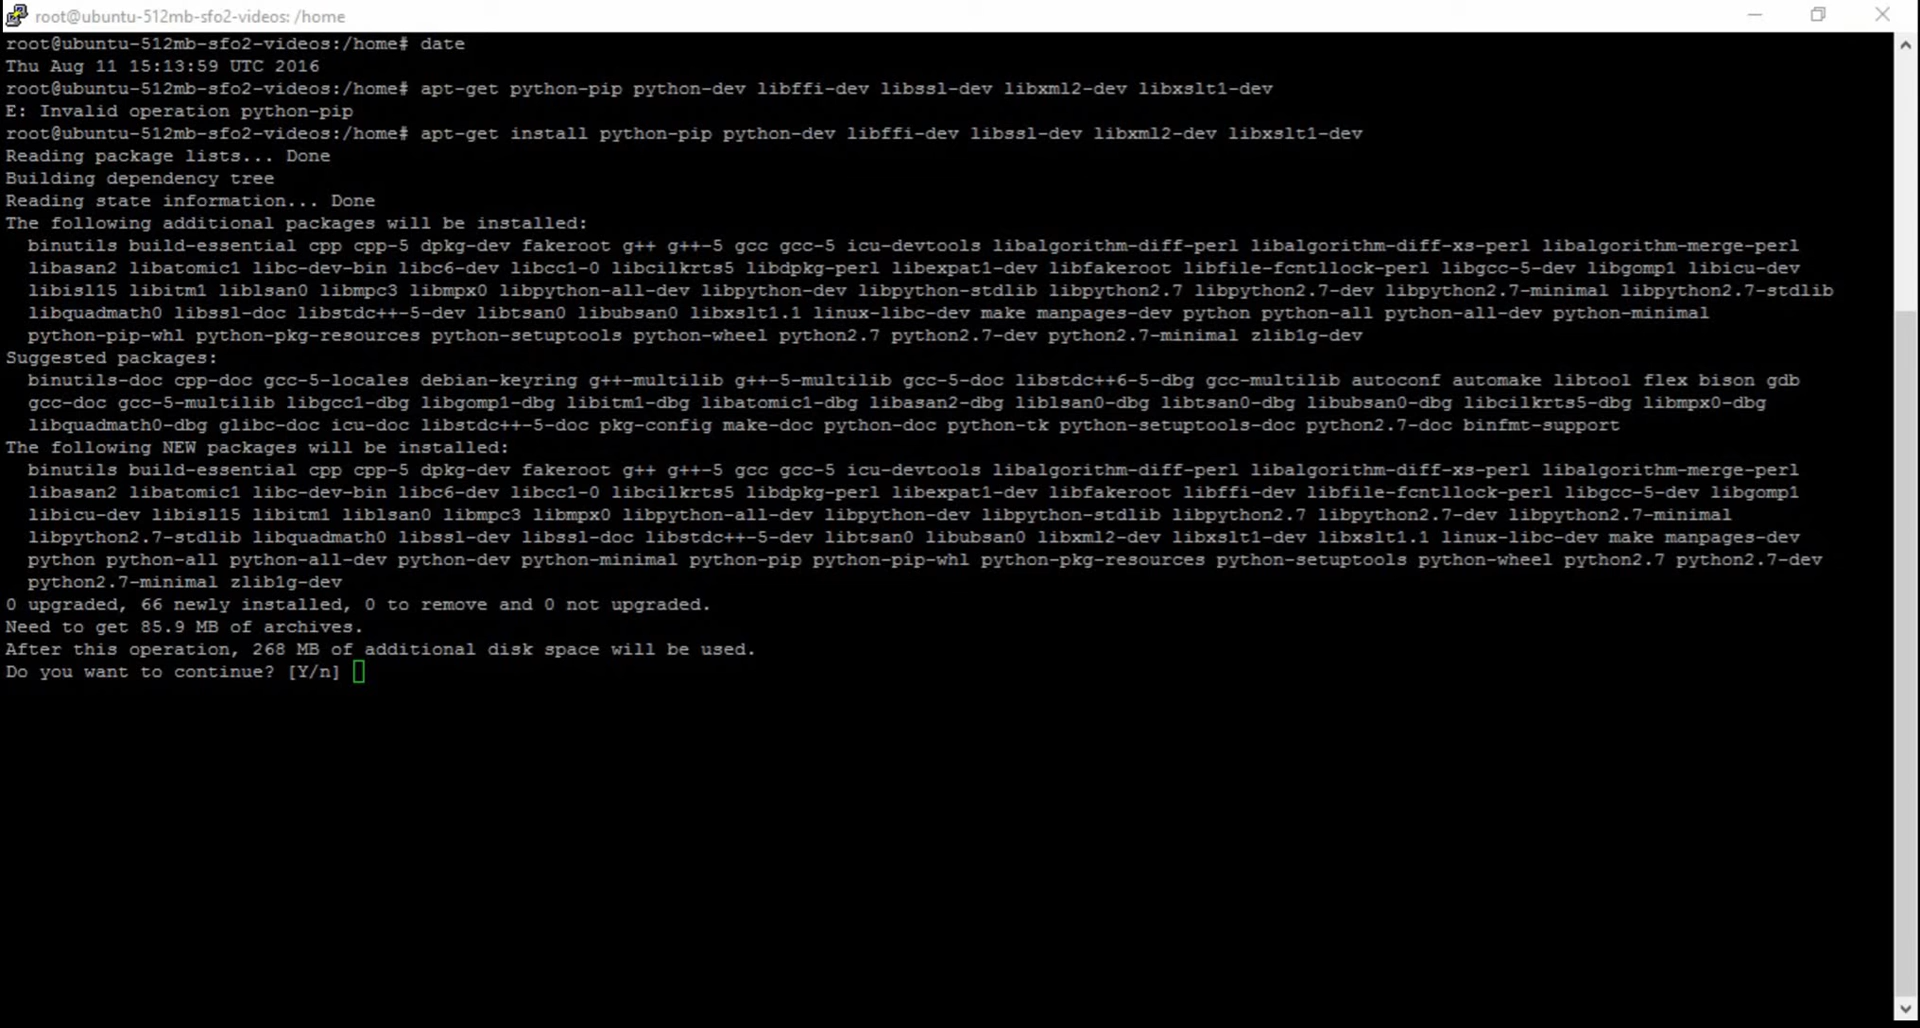 root@ubuntu-512mb-sfo2-videos: /home
root@ubuntu-512mb-sfo2-videos:/home# date
Thu Aug 11 15:13:59 UTC 2016
root@ubuntu-512mb-sfo2-videos:/home# apt-get python-pip python-dev libffi-dev libssl-dev libxml2-dev libxslt1-dev
E: Invalid operation python-pip
root@ubuntu-512mb-sfo2-videos:/home# apt-get install python-pip python-dev libffi-dev libssl-dev libxml2-dev libxslt1-dev
Reading package lists... Done
Building dependency tree
Reading state information... Done
The following additional packages will be installed:
  binutils build-essential cpp cpp-5 dpkg-dev fakeroot g++ g++-5 gcc gcc-5 icu-devtools libalgorithm-diff-perl libalgorithm-diff-xs-perl libalgorithm-merge-perl
  libasan2 libatomic1 libc-dev-bin libc6-dev libcc1-0 libcilkrts5 libdpkg-perl libexpat1-dev libfakeroot libfile-fcntllock-perl libgcc-5-dev libgomp1 libicu-dev
  libisl15 libitm1 liblsan0 libmpc3 libmpx0 libpython-all-dev libpython-dev libpython-stdlib libpython2.7 libpython2.7-dev libpython2.7-minimal libpython2.7-stdlib
  libquadmath0 libssl-doc libstdc++-5-dev libtsan0 libubsan0 libxslt1.1 linux-libc-dev make manpages-dev python python-all python-all-dev python-minimal
  python-pip-whl python-pkg-resources python-setuptools python-wheel python2.7 python2.7-dev python2.7-minimal zlib1g-dev
Suggested packages:
  binutils-doc cpp-doc gcc-5-locales debian-keyring g++-multilib g++-5-multilib gcc-5-doc libstdc++6-5-dbg gcc-multilib autoconf automake libtool flex bison gdb
  gcc-doc gcc-5-multilib libgcc1-dbg libgomp1-dbg libitm1-dbg libatomic1-dbg libasan2-dbg liblsan0-dbg libtsan0-dbg libubsan0-dbg libcilkrts5-dbg libmpx0-dbg
  libquadmath0-dbg glibc-doc icu-doc libstdc++-5-doc pkg-config make-doc python-doc python-tk python-setuptools-doc python2.7-doc binfmt-support
The following NEW packages will be installed:
  binutils build-essential cpp cpp-5 dpkg-dev fakeroot g++ g++-5 gcc gcc-5 icu-devtools libalgorithm-diff-perl libalgorithm-diff-xs-perl libalgorithm-merge-perl
  libasan2 libatomic1 libc-dev-bin libc6-dev libcc1-0 libcilkrts5 libdpkg-perl libexpat1-dev libfakeroot libffi-dev libfile-fcntllock-perl libgcc-5-dev libgomp1
  libicu-dev libisl15 libitm1 liblsan0 libmpc3 libmpx0 libpython-all-dev libpython-dev libpython-stdlib libpython2.7 libpython2.7-dev libpython2.7-minimal
  libpython2.7-stdlib libquadmath0 libssl-dev libssl-doc libstdc++-5-dev libtsan0 libubsan0 libxml2-dev libxslt1-dev libxslt1.1 linux-libc-dev make manpages-dev
  python python-all python-all-dev python-dev python-minimal python-pip python-pip-whl python-pkg-resources python-setuptools python-wheel python2.7 python2.7-dev
  python2.7-minimal zlib1g-dev
0 upgraded, 66 newly installed, 0 to remove and 0 not upgraded.
Need to get 85.9 MB of archives.
After this operation, 268 MB of additional disk space will be used.
Do you want to continue? [Y/n]